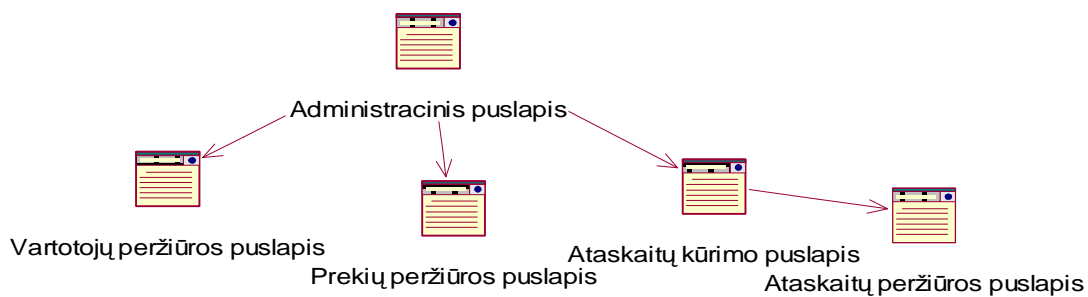 Administracinis puslapis
Vartotojų peržiūros puslapis
Prekių peržiūros puslapis
Ataskaitų kūrimo puslapis
Ataskaitų peržiūros puslapis